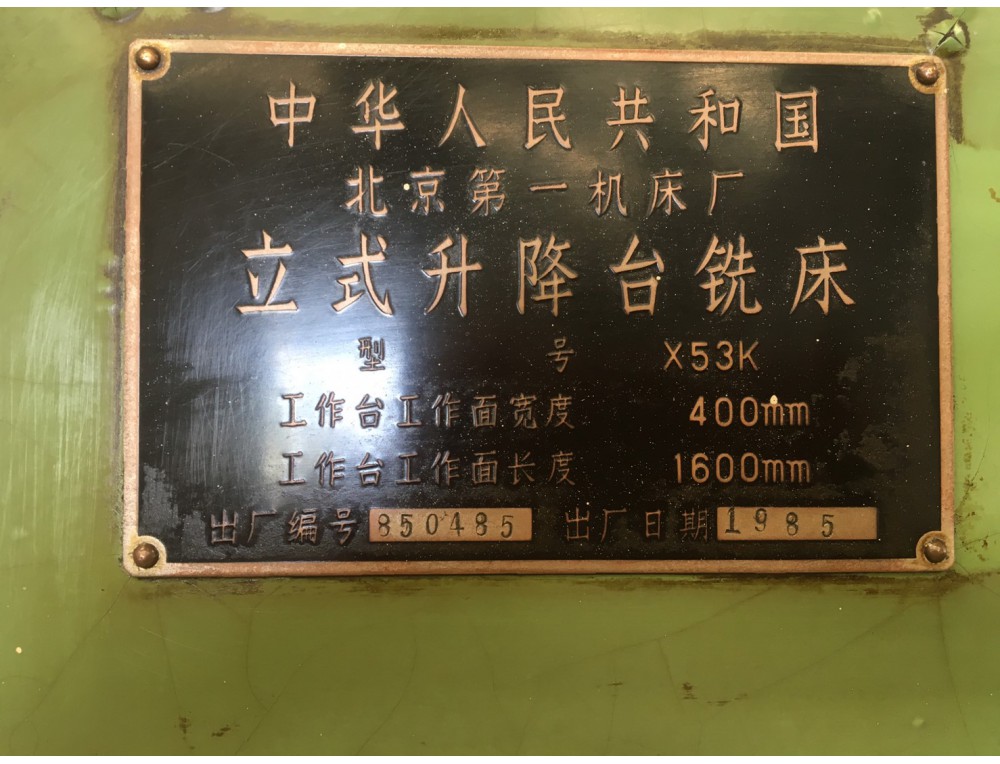 中华人民共和国
北京第一机床厂
立式升降台铣床
型号 X53K
工作台工作面宽度 400mm
工作台工作面长度 1600mm
出厂编号 850485 出厂日期 1985